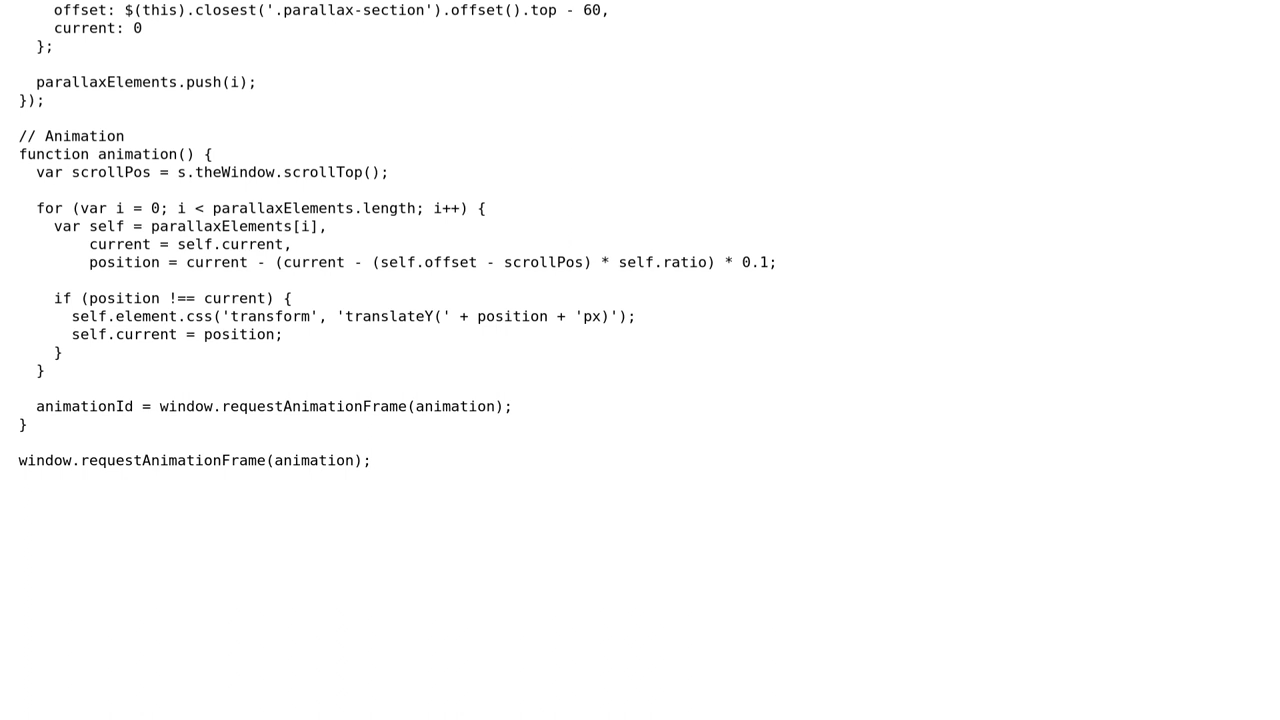 offset: $(this).closest('.parallax-section').offset().top - 60,
    current: 0
  };

  parallaxElements.push(i);
});

// Animation
function animation() {
  var scrollPos = s.theWindow.scrollTop();

  for (var i = 0; i < parallaxElements.length; i++) {
    var self = parallaxElements[i],
        current = self.current,
        position = current - (current - (self.offset - scrollPos) * self.ratio) * 0.1;

    if (position !== current) {
      self.element.css('transform', 'translateY(' + position + 'px)');
      self.current = position;
    }
  }

  animationId = window.requestAnimationFrame(animation);
}

window.requestAnimationFrame(animation);